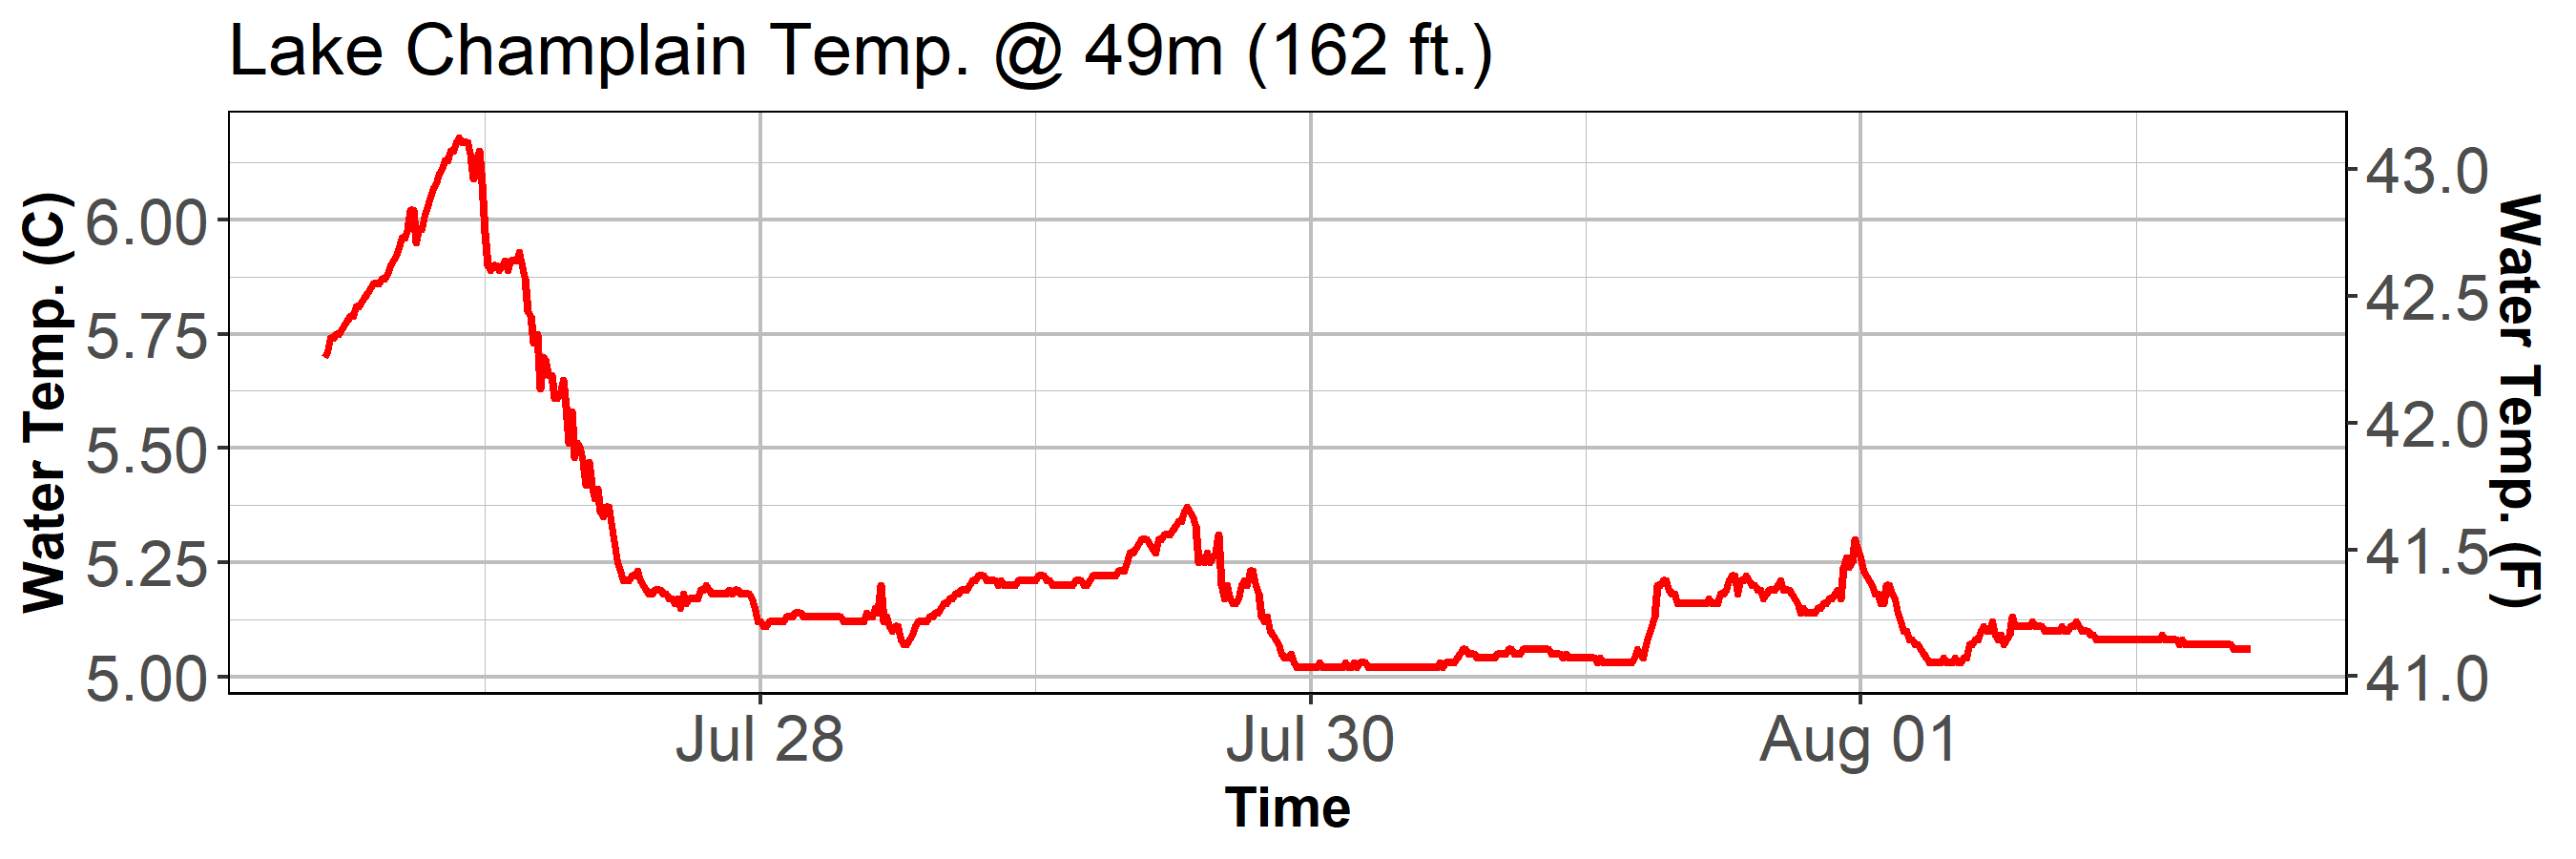 Lake Champlain Temp. @ 49m (162 ft.)
Water Temp. (C)
6.00
5.75
5.50
5.25
5.00
43.0
42.5
42.0
41.5
41.0
Water Temp. (F)
Jul 28
Jul 30
Aug 01
Time